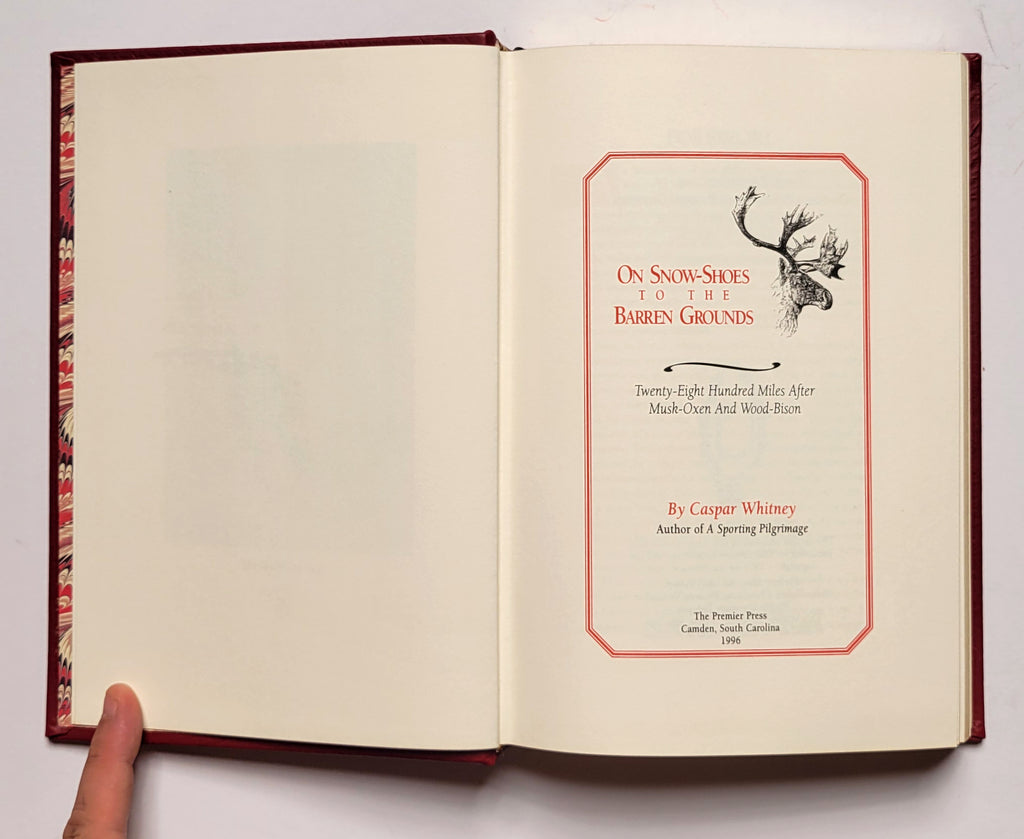 On Snow-Shoes
to the
Barren Grounds
Twenty-Eight Hundred Miles After
Musk-Oxen And Wood-Bison
By Caspar Whitney
Author of A Sporting Pilgrimage
The Premier Press
Camden, South Carolina
1996